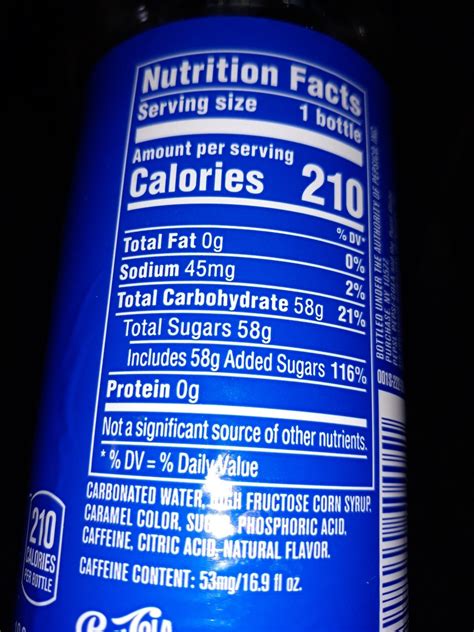 Nutrition Facts
Serving size 1 bottle
Amount per serving
Calories 210
% DV*
Total Fat 0g 0%
Sodium 45mg 2%
Total Carbohydrate 58g 21%
Total Sugars 58g
Includes 58g Added Sugars 116%
Protein 0g
Not a significant source of other nutrients.
* % DV = % Daily Value
CARBONATED WATER, HIGH FRUCTOSE CORN SYRUP,
CARAMEL COLOR, SUGAR, PHOSPHORIC ACID,
CAFFEINE, CITRIC ACID, NATURAL FLAVOR.
CAFFEINE CONTENT: 53mg/16.9 fl oz.
210
CALORIES
PER BOTTLE
BOTTLED UNDER THE AUTHORITY OF PEPSICO, INC.
PURCHASE, NY 10577